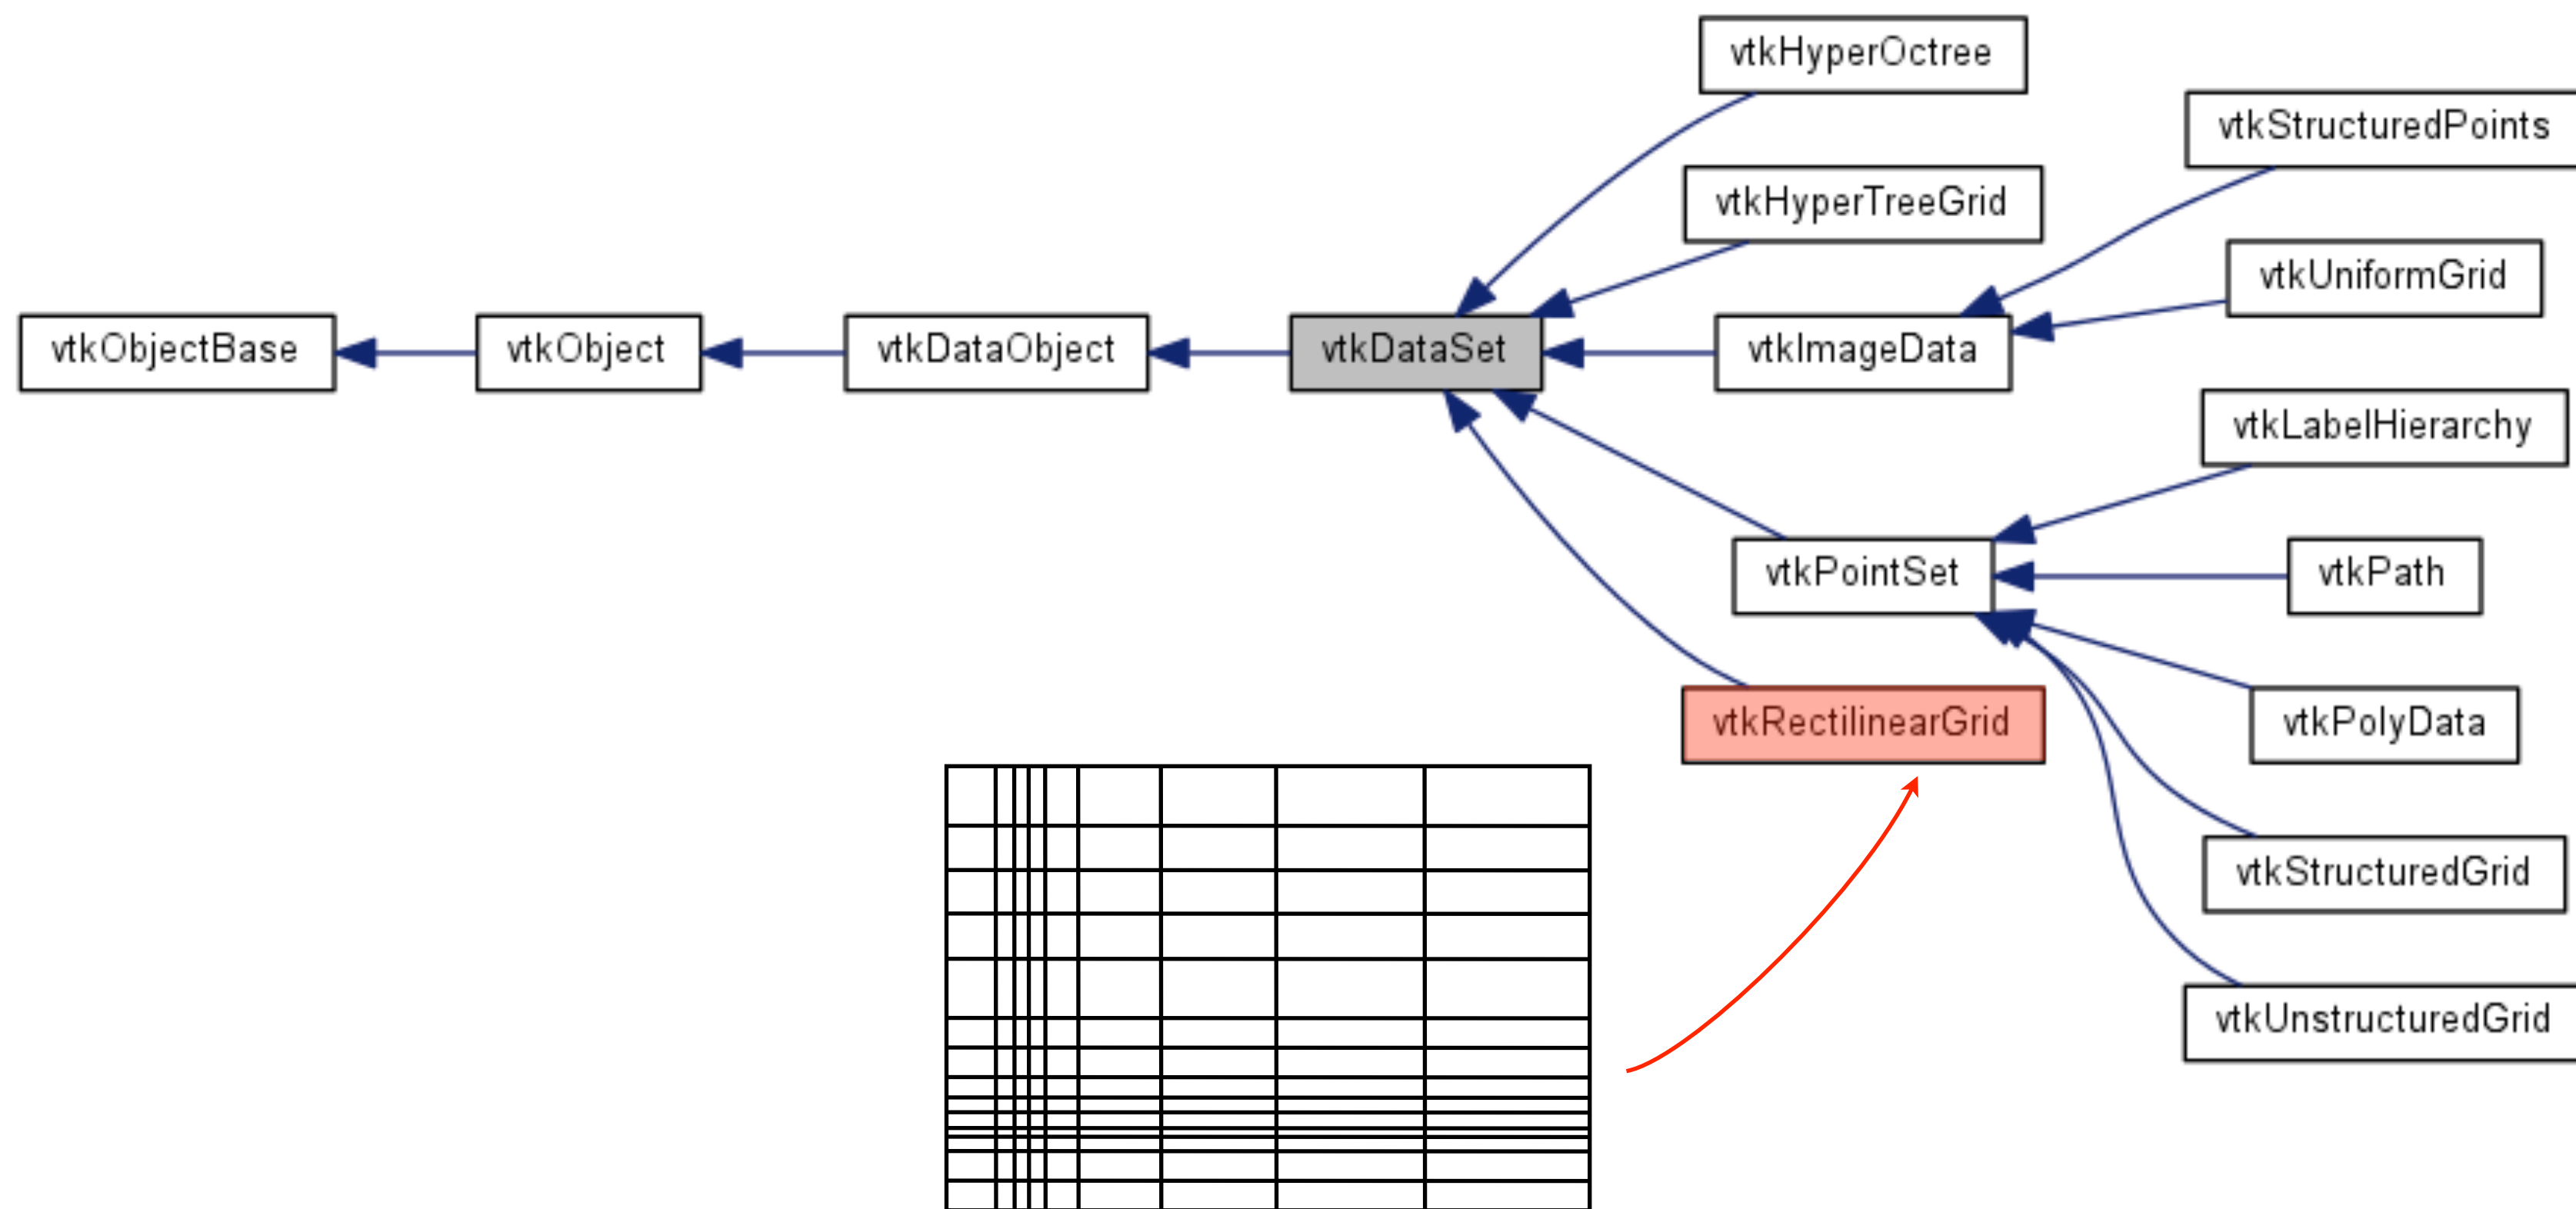 vtkHyperOctree
vtkStructuredPoints
vtkHyperTreeGrid
vtkUniformGrid
vtkObjectBase
vtkObject
vtkDataObject
vtkDataSet
vtkImageData
vtkLabelHierarchy
vtkPointSet
vtkPath
vtkRectilinearGrid
vtkPolyData
vtkStructuredGrid
vtkUnstructuredGrid